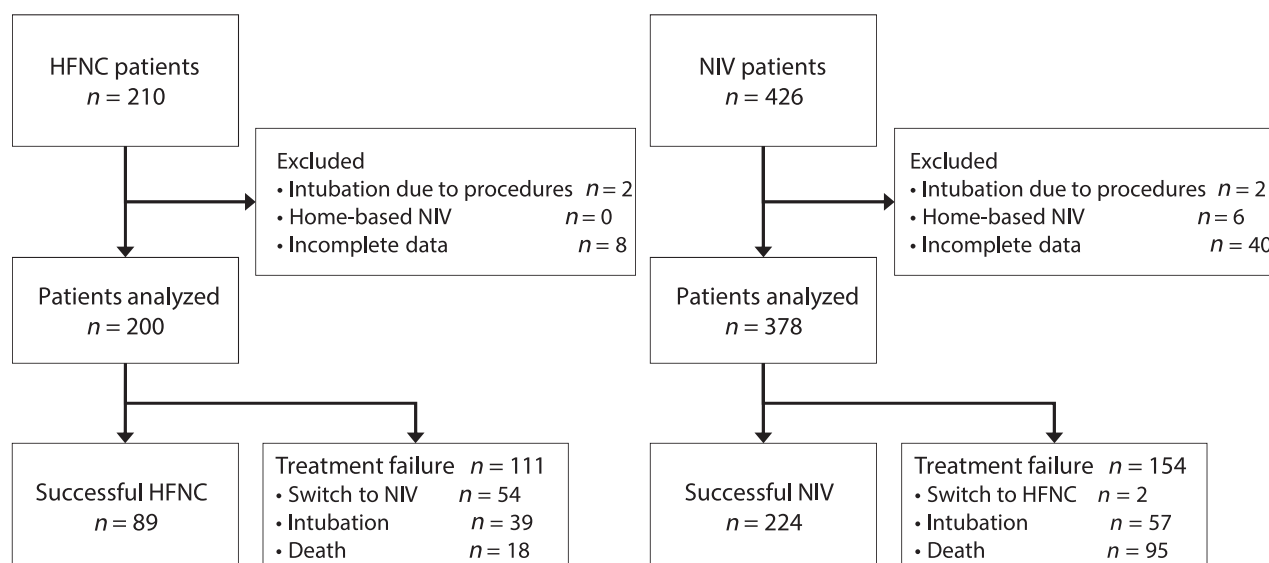 HFNC patients
n = 210
Excluded
• Intubation due to procedures n = 2
• Home-based NIV n = 0
• Incomplete data n = 8
Patients analyzed
n = 200
Successful HFNC
n = 89
Treatment failure n = 111
• Switch to NIV n = 54
• Intubation n = 39
• Death n = 18
NIV patients
n = 426
Excluded
• Intubation due to procedures n = 2
• Home-based NIV n = 6
• Incomplete data n = 40
Patients analyzed
n = 378
Successful NIV
n = 224
Treatment failure n = 154
• Switch to HFNC n = 2
• Intubation n = 57
• Death n = 95